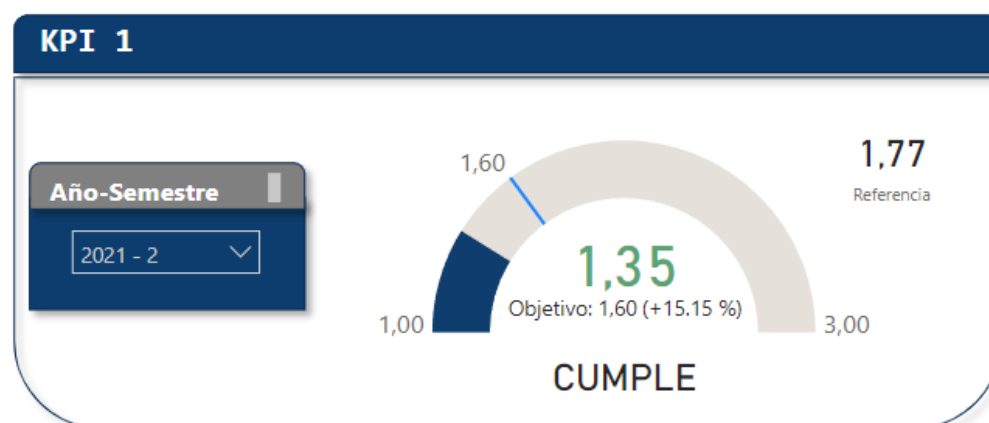 KPI 1
Año-Semestre
2021 - 2
1,60
1,77
Referencia
1,35
Objetivo: 1,60 (+15.15 %)
1,00
3,00
CUMPLE